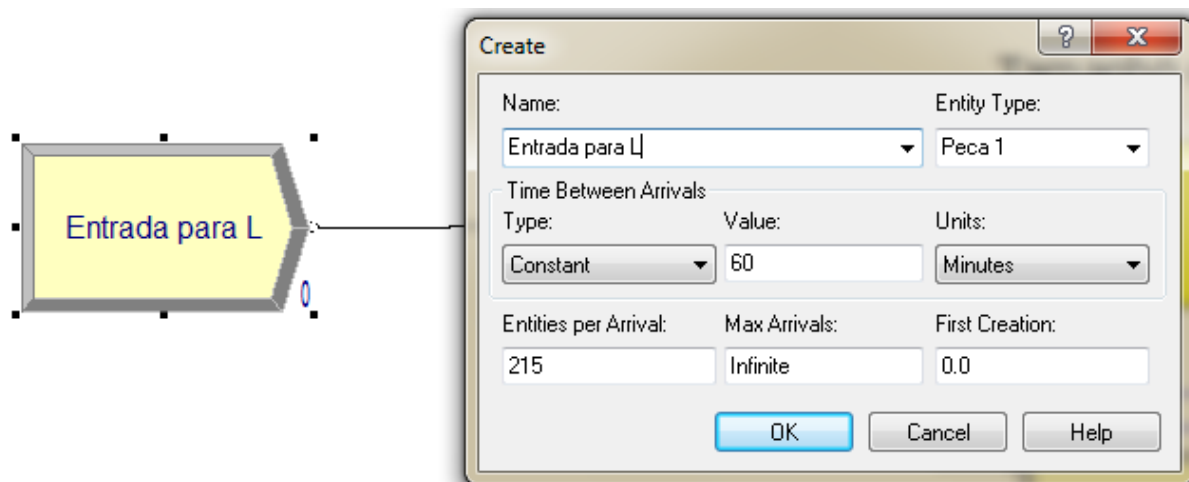 Create
?
X
Name:
Entity Type:
Entrada para L
Peca 1
Entrada para L
0
Time Between Arrivals
Type:
Value:
Units:
Constant
60
Minutes
Entities per Arrival:
Max Arrivals:
First Creation:
215
Infinite
0.0
OK
Cancel
Help